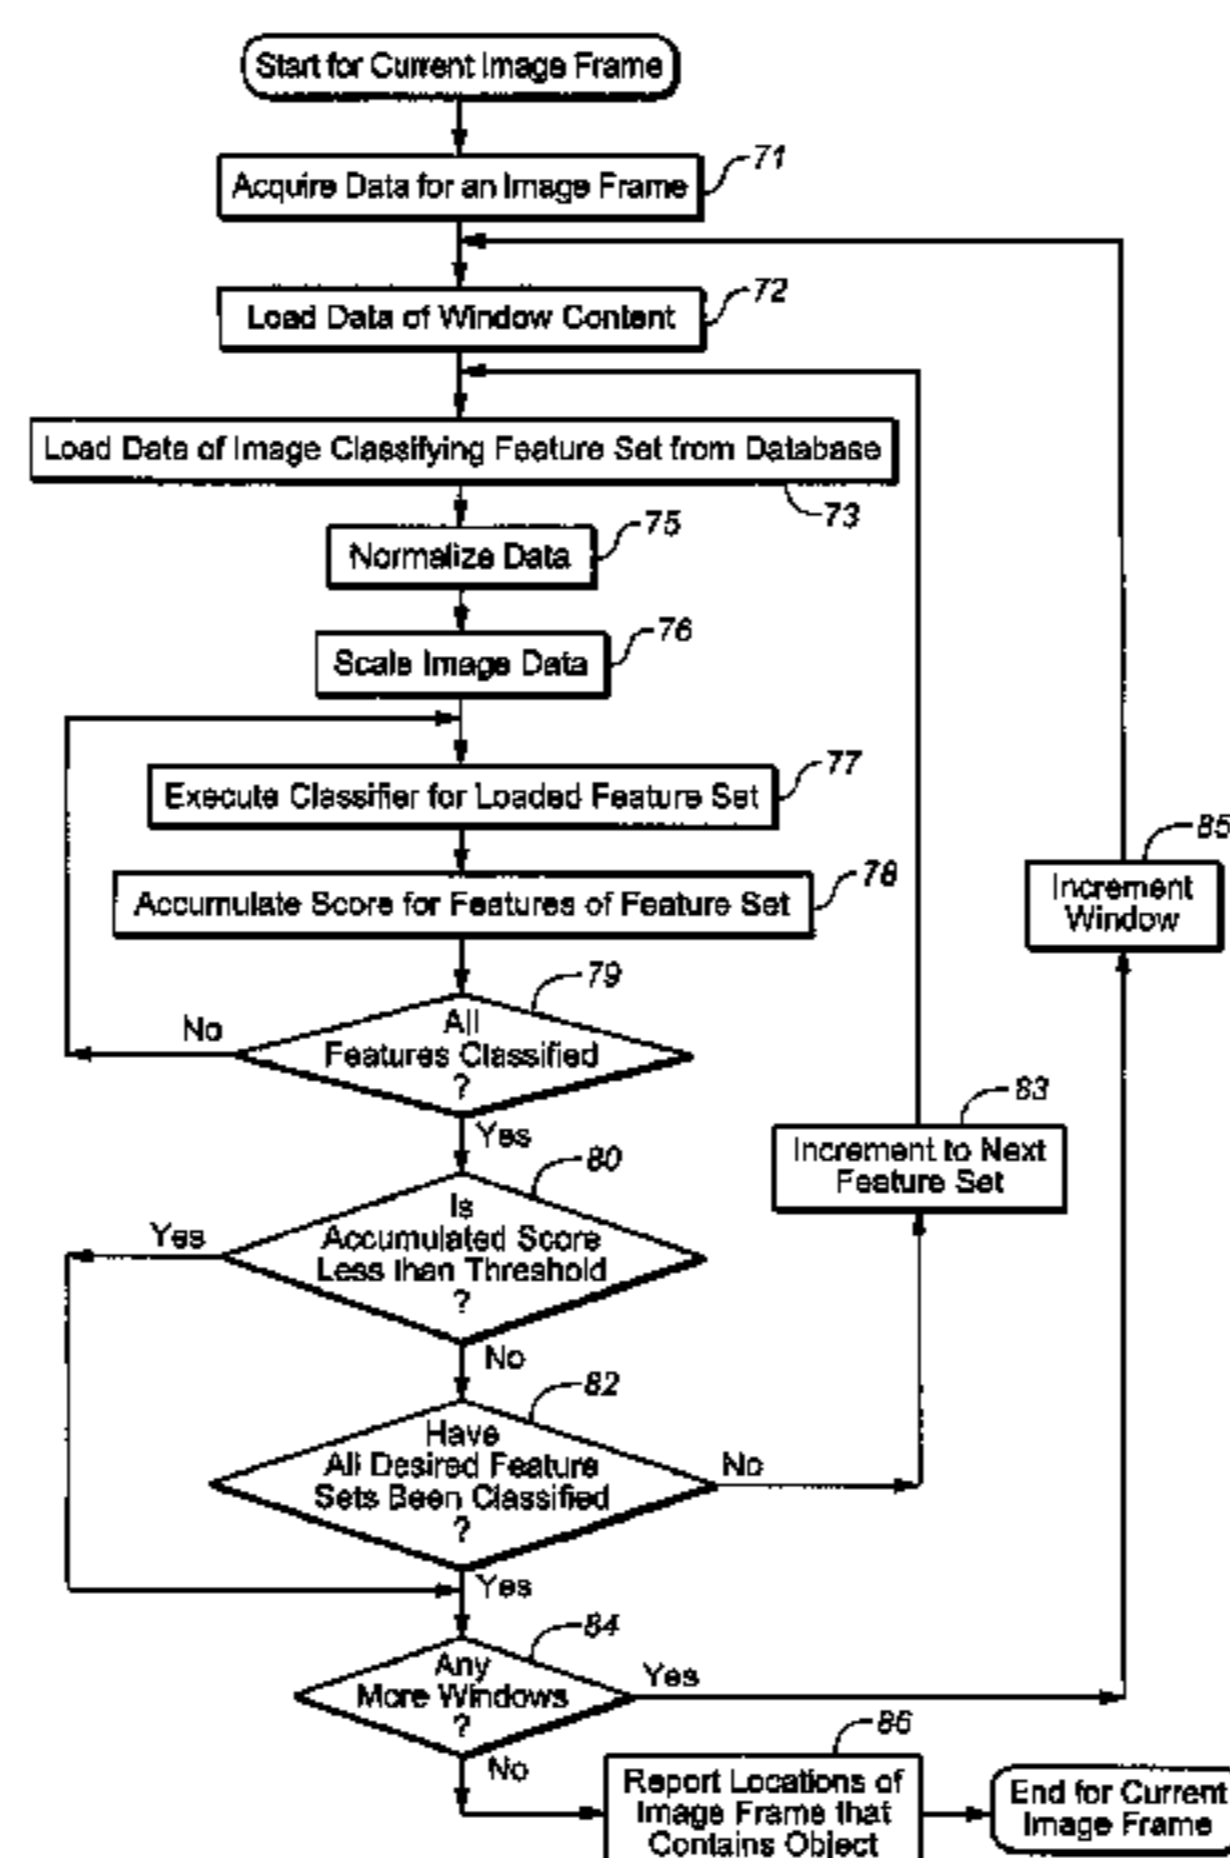 Start for Current Image Frame
Acquire Data for an Image Frame
71
Load Data of Window Content
72
Load Data of Image Classifying Feature Set from Database
73
Normalize Data
75
Scale Image Data
76
Execute Classifier for Loaded Feature Set
77
Accumulate Score for Features of Feature Set
78
85
Increment
Window
79
All
Features Classified
?
No
Yes
80
Is
Accumulated Score
Less than Threshold
?
Yes
No
83
Increment to Next
Feature Set
82
Have
All Desired Feature
Sets Been Classified
?
No
Yes
84
Any
More Windows
?
Yes
No
86
Report Locations of
Image Frame that
Contains Object
End for Current
Image Frame